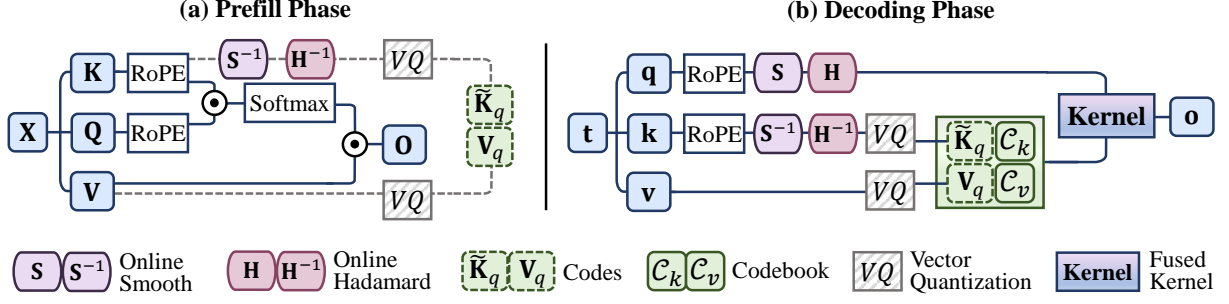 (a) Prefill Phase
(b) Decoding Phase
K RoPE S⁻¹ H⁻¹ VQ
X Q RoPE Softmax K̃q
V O Vq
VQ
q RoPE S H
t k RoPE S⁻¹ H⁻¹ VQ K̃q 𝒞k Kernel o
v VQ Vq 𝒞v
S S⁻¹ Online Smooth
H H⁻¹ Online Hadamard
K̃q Vq Codes
𝒞k 𝒞v Codebook
VQ Vector Quantization
Kernel Fused Kernel